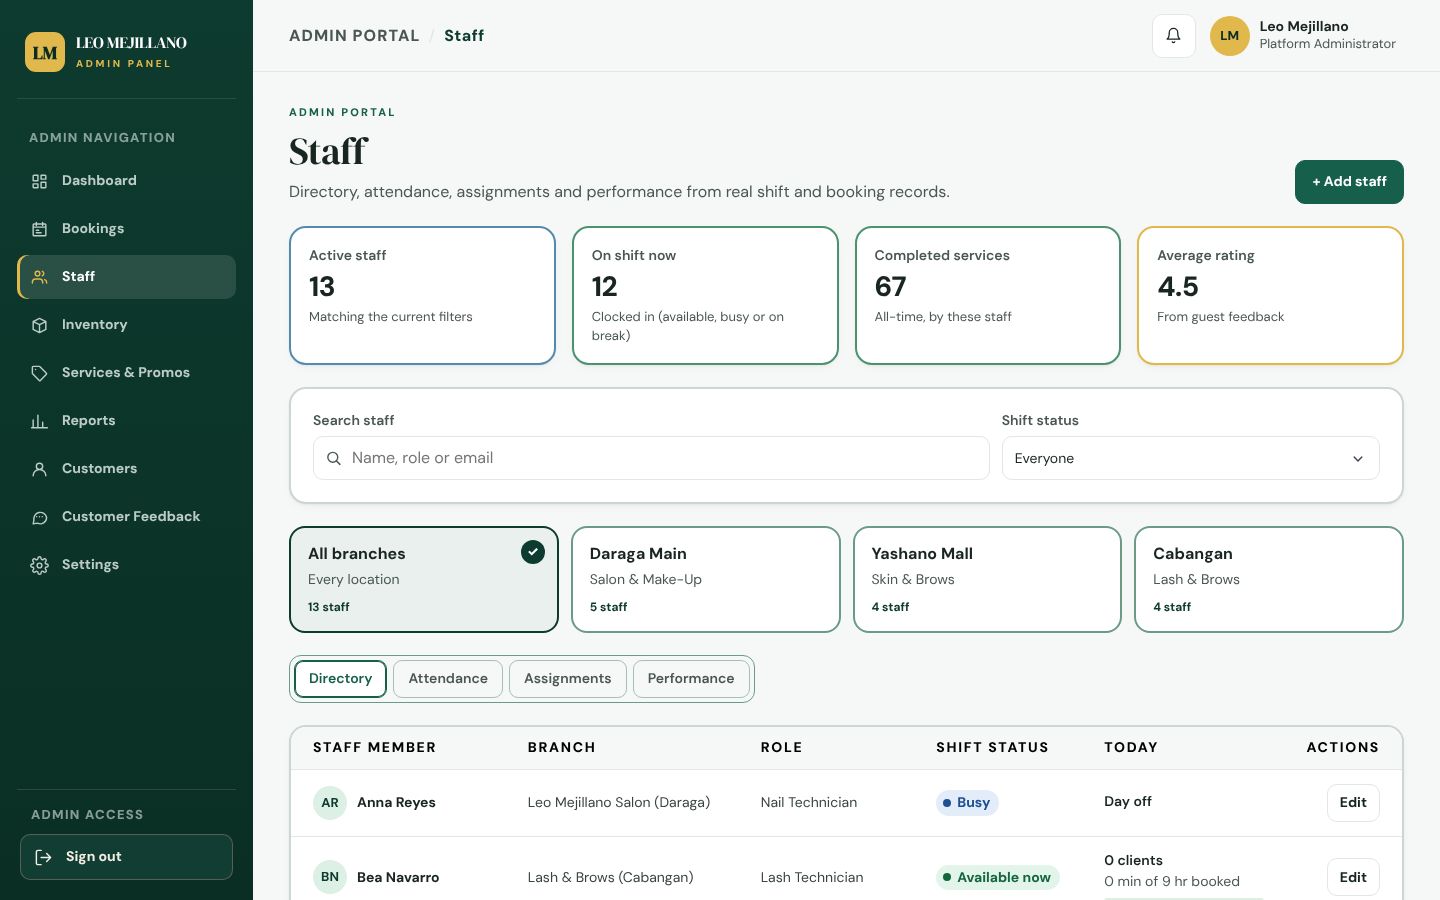 LM
LEO MEJILLANO
ADMIN PANEL
ADMIN NAVIGATION
Dashboard
Bookings
Staff
Inventory
Services & Promos
Reports
Customers
Customer Feedback
Settings
ADMIN ACCESS
Sign out
ADMIN PORTAL / Staff
LM
Leo Mejillano
Platform Administrator
ADMIN PORTAL
Staff
Directory, attendance, assignments and performance from real shift and booking records.
+ Add staff
Active staff
13
Matching the current filters
On shift now
12
Clocked in (available, busy or on
break)
Completed services
67
All-time, by these staff
Average rating
4.5
From guest feedback
Search staff
Name, role or email
Shift status
Everyone
All branches
Every location
13 staff
Daraga Main
Salon & Make-Up
5 staff
Yashano Mall
Skin & Brows
4 staff
Cabangan
Lash & Brows
4 staff
Directory Attendance Assignments Performance
STAFF MEMBER BRANCH ROLE SHIFT STATUS TODAY ACTIONS
AR Anna Reyes Leo Mejillano Salon (Daraga) Nail Technician Busy Day off Edit
BN Bea Navarro Lash & Brows (Cabangan) Lash Technician Available now 0 clients
0 min of 9 hr booked Edit